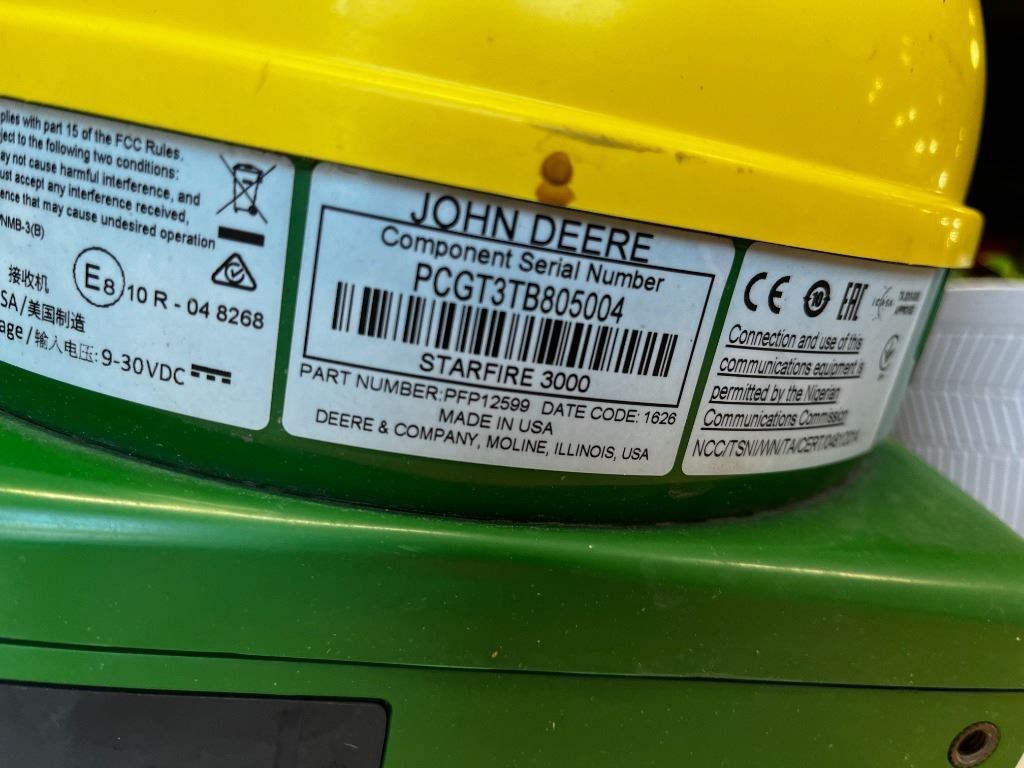 plies with part 15 of the FCC Rules.
ject to the following two conditions:
ay not cause harmful interference, and
ust accept any interference received,
ence that may cause undesired operation
NMB-3(B)
接收机
E8 10 R - 04 8268
SA/美国制造
age/输入电压: 9-30VDC
JOHN DEERE
Component Serial Number
PCGT3TB805004
STARFIRE 3000
PART NUMBER:PFP12599 DATE CODE: 1626
MADE IN USA
DEERE & COMPANY, MOLINE, ILLINOIS, USA
CE 10 EAC ICASA
Connection and use of this
communications equipment is
permitted by the Nigerian
Communications Commission